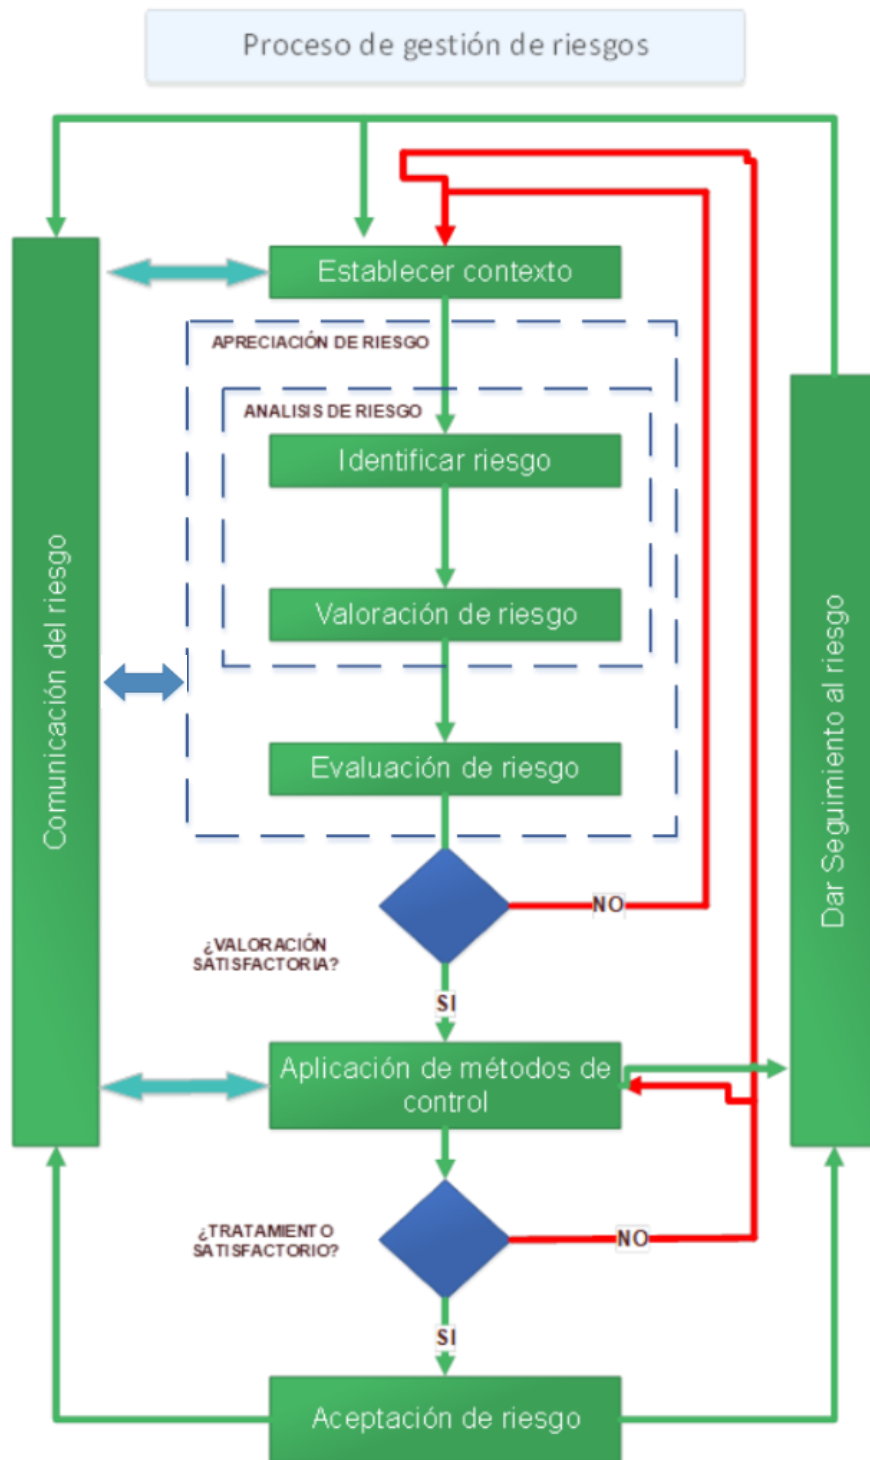 Proceso de gestión de riesgos
Establecer contexto
APRECIACIÓN DE RIESGO
ANALISIS DE RIESGO
Identificar riesgo
Valoración de riesgo
Evaluación de riesgo
Comunicación del riesgo
Dar Seguimiento al riesgo
NO
¿VALORACIÓN
SATISFACTORIA?
SI
Aplicación de métodos de
control
¿TRATAMIENTO
SATISFACTORIO?
NO
SI
Aceptación de riesgo